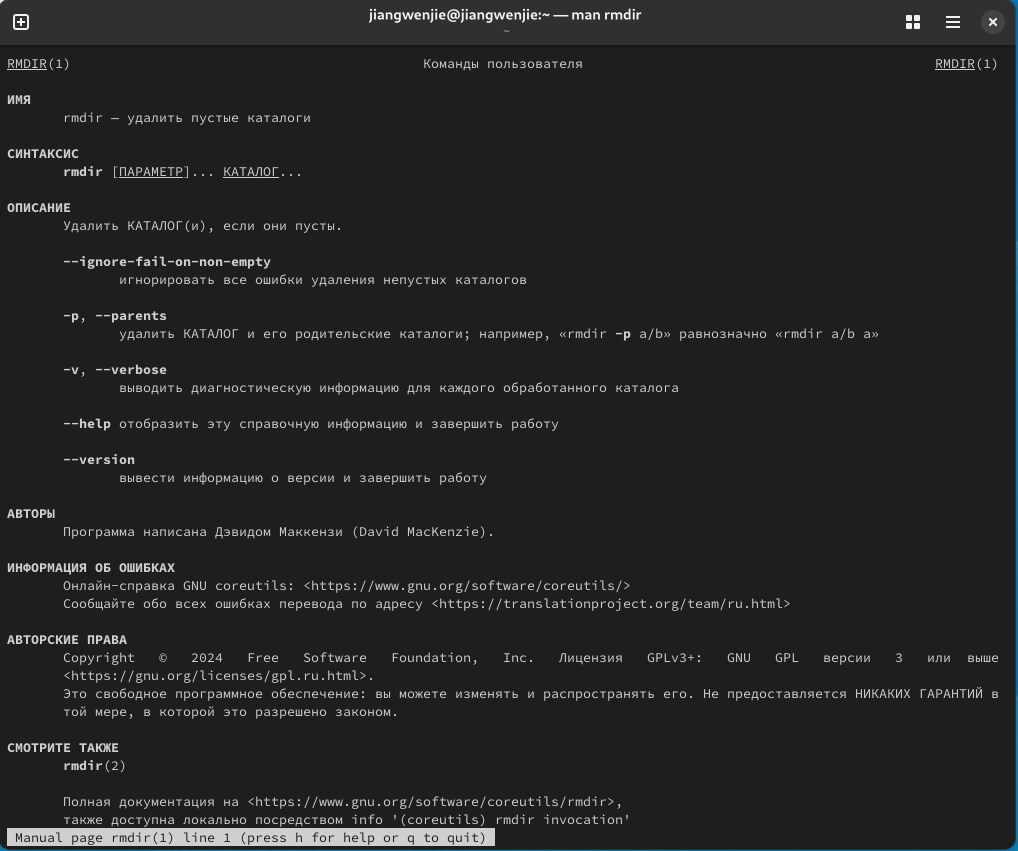 jiangwenjie@jiangwenjie:~ — man rmdir
~
RMDIR(1) Команды пользователя RMDIR(1)
ИМЯ
rmdir — удалить пустые каталоги
СИНТАКСИС
rmdir [ПАРАМЕТР]... КАТАЛОГ...
ОПИСАНИЕ
Удалить КАТАЛОГ(и), если они пусты.
--ignore-fail-on-non-empty
игнорировать все ошибки удаления непустых каталогов
-p, --parents
удалить КАТАЛОГ и его родительские каталоги; например, «rmdir -p a/b» равнозначно «rmdir a/b a»
-v, --verbose
выводить диагностическую информацию для каждого обработанного каталога
--help отобразить эту справочную информацию и завершить работу
--version
вывести информацию о версии и завершить работу
АВТОРЫ
Программа написана Дэвидом Маккензи (David MacKenzie).
ИНФОРМАЦИЯ ОБ ОШИБКАХ
Онлайн-справка GNU coreutils: <https://www.gnu.org/software/coreutils/>
Сообщайте обо всех ошибках перевода по адресу <https://translationproject.org/team/ru.html>
АВТОРСКИЕ ПРАВА
Copyright © 2024 Free Software Foundation, Inc. Лицензия GPLv3+: GNU GPL версии 3 или выше
<https://gnu.org/licenses/gpl.ru.html>.
Это свободное программное обеспечение: вы можете изменять и распространять его. Не предоставляется НИКАКИХ ГАРАНТИЙ в
той мере, в которой это разрешено законом.
СМОТРИТЕ ТАКЖЕ
rmdir(2)
Полная документация на <https://www.gnu.org/software/coreutils/rmdir>,
также доступна локально посредством info '(coreutils) rmdir invocation'
Manual page rmdir(1) line 1 (press h for help or q to quit)